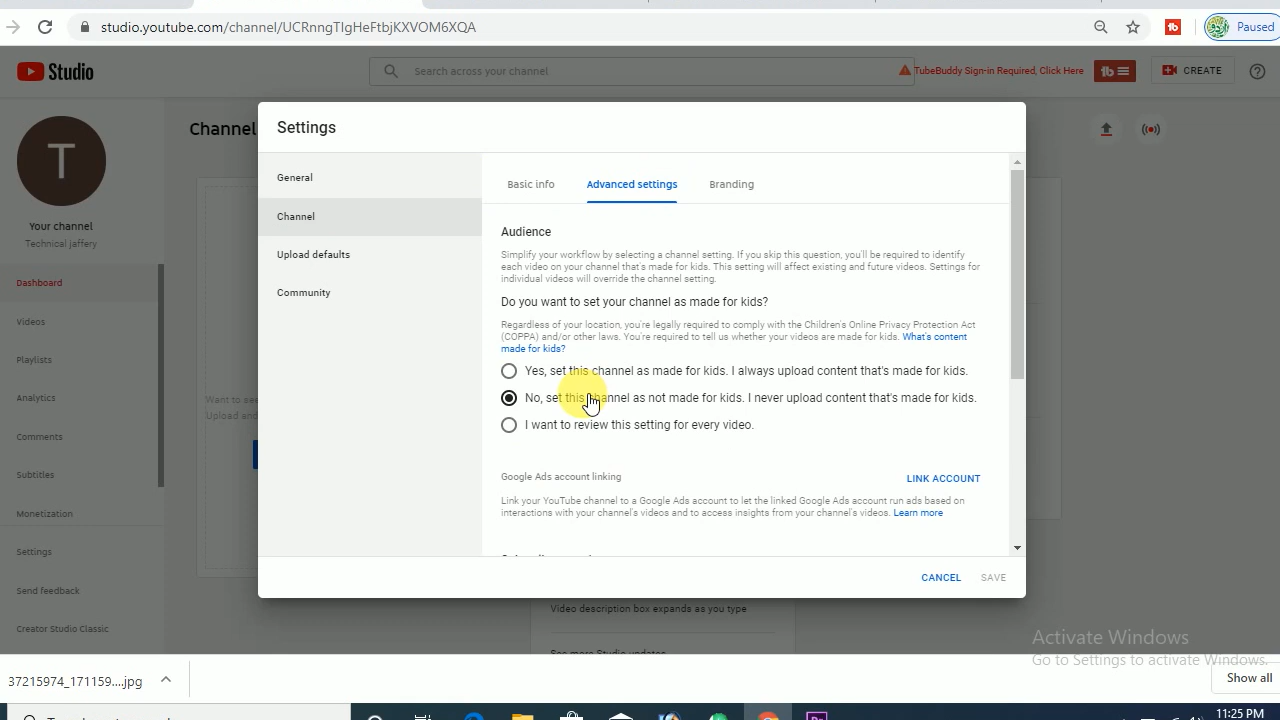 studio.youtube.com/channel/UCRnngTIgHeFtbjKXVOM6XQA
Paused
Studio
Search across your channel
TubeBuddy Sign-in Required, Click Here
CREATE
T
Your channel
Technical jaffery
Dashboard
Videos
Playlists
Analytics
Comments
Subtitles
Monetization
Settings
Send feedback
Creator Studio Classic
Channel
Want to see
Upload and
Settings
General
Channel
Upload defaults
Community
Basic info
Advanced settings
Branding
Audience
Simplify your workflow by selecting a channel setting. If you skip this question, you'll be required to identify
each video on your channel that's made for kids. This setting will affect existing and future videos. Settings for
individual videos will override the channel setting.
Do you want to set your channel as made for kids?
Regardless of your location, you're legally required to comply with the Children's Online Privacy Protection Act
(COPPA) and/or other laws. You're required to tell us whether your videos are made for kids. What's content
made for kids?
Yes, set this channel as made for kids. I always upload content that's made for kids.
No, set this channel as not made for kids. I never upload content that's made for kids.
I want to review this setting for every video.
Google Ads account linking
LINK ACCOUNT
Link your YouTube channel to a Google Ads account to let the linked Google Ads account run ads based on
interactions with your channel's videos and to access insights from your channel's videos. Learn more
CANCEL
SAVE
Video description box expands as you type
See more Studio updates
Activate Windows
Go to Settings to activate Windows.
37215974_171159....jpg
Show all
11:25 PM